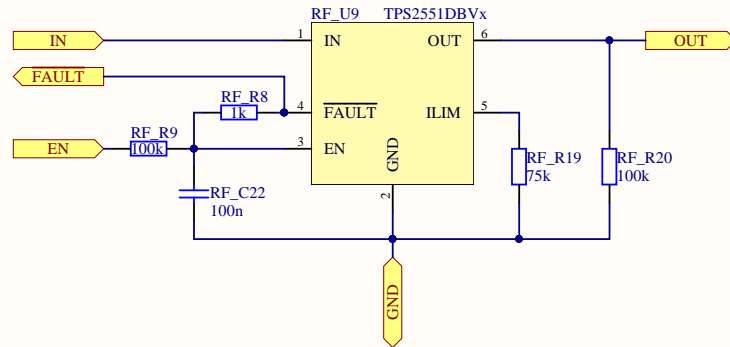 RF_U9 TPS2551DBVx
IN 1 IN OUT 6 OUT
FAULT
RF_R8
1k
4 FAULT ILIM 5
RF_R9
EN 100k 3 EN
GND
2
RF_R19
75k
RF_R20
100k
RF_C22
100n
GND